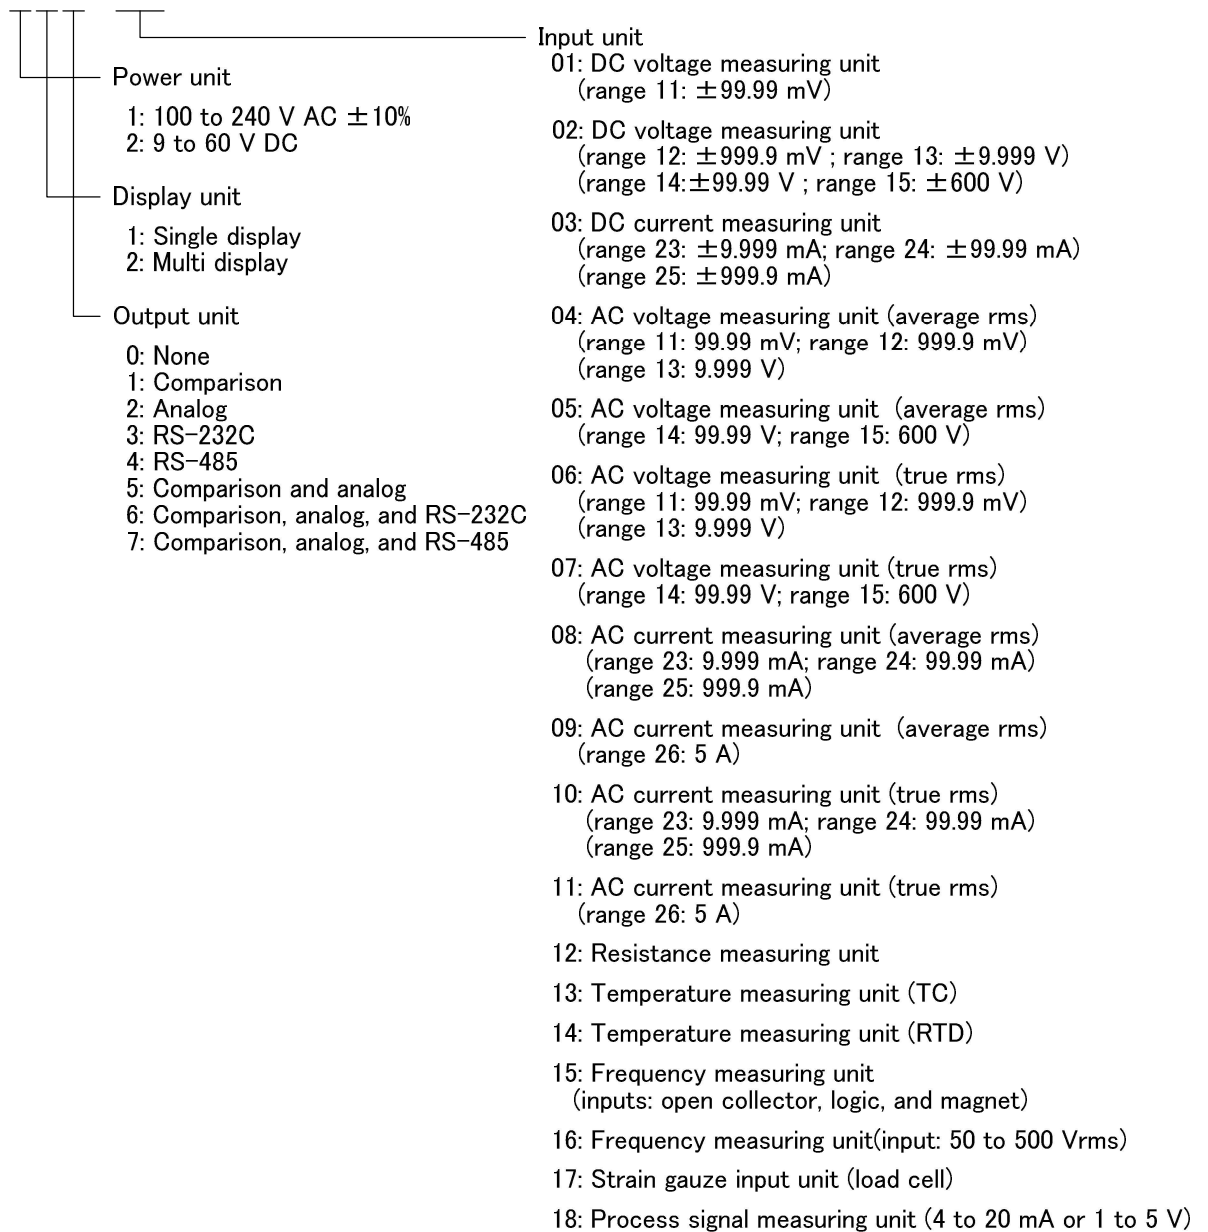 Power unit
1: 100 to 240 V AC ±10%
2: 9 to 60 V DC
Display unit
1: Single display
2: Multi display
Output unit
0: None
1: Comparison
2: Analog
3: RS-232C
4: RS-485
5: Comparison and analog
6: Comparison, analog, and RS-232C
7: Comparison, analog, and RS-485
Input unit
01: DC voltage measuring unit
(range 11: ±99.99 mV)
02: DC voltage measuring unit
(range 12: ±999.9 mV ; range 13: ±9.999 V)
(range 14:±99.99 V ; range 15: ±600 V)
03: DC current measuring unit
(range 23: ±9.999 mA; range 24: ±99.99 mA)
(range 25: ±999.9 mA)
04: AC voltage measuring unit (average rms)
(range 11: 99.99 mV; range 12: 999.9 mV)
(range 13: 9.999 V)
05: AC voltage measuring unit (average rms)
(range 14: 99.99 V; range 15: 600 V)
06: AC voltage measuring unit (true rms)
(range 11: 99.99 mV; range 12: 999.9 mV)
(range 13: 9.999 V)
07: AC voltage measuring unit (true rms)
(range 14: 99.99 V; range 15: 600 V)
08: AC current measuring unit (average rms)
(range 23: 9.999 mA; range 24: 99.99 mA)
(range 25: 999.9 mA)
09: AC current measuring unit (average rms)
(range 26: 5 A)
10: AC current measuring unit (true rms)
(range 23: 9.999 mA; range 24: 99.99 mA)
(range 25: 999.9 mA)
11: AC current measuring unit (true rms)
(range 26: 5 A)
12: Resistance measuring unit
13: Temperature measuring unit (TC)
14: Temperature measuring unit (RTD)
15: Frequency measuring unit
(inputs: open collector, logic, and magnet)
16: Frequency measuring unit(input: 50 to 500 Vrms)
17: Strain gauze input unit (load cell)
18: Process signal measuring unit (4 to 20 mA or 1 to 5 V)